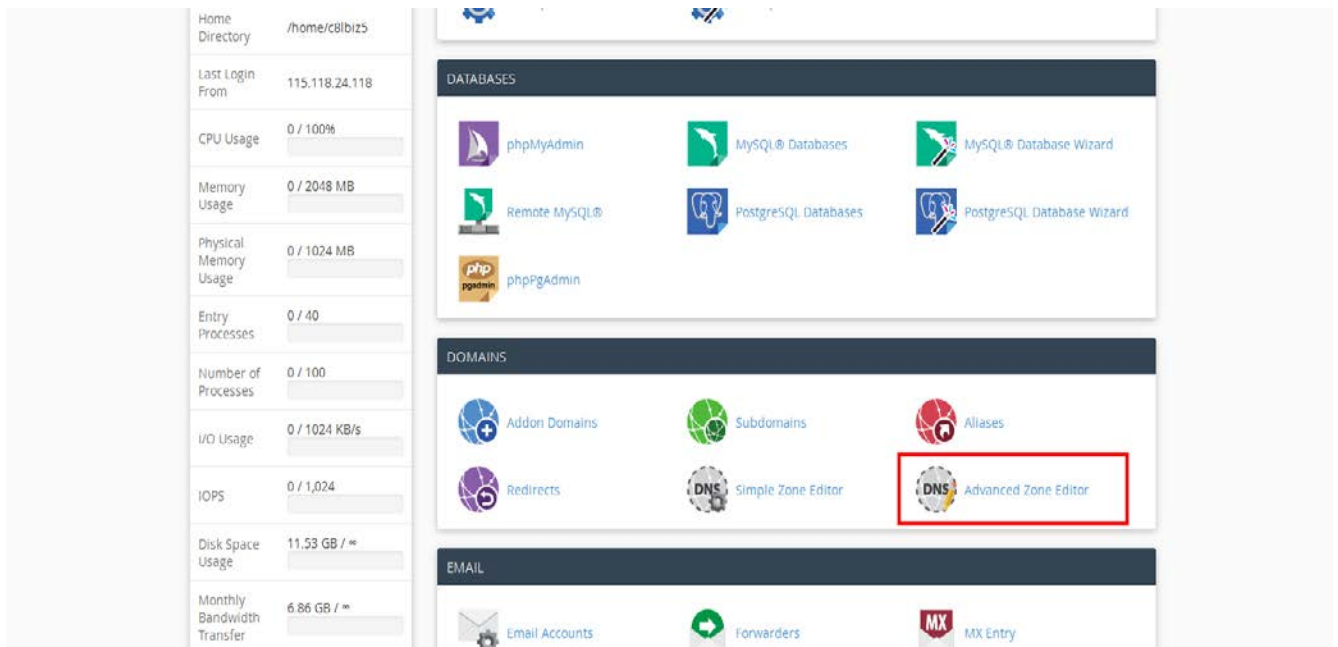 Home
Directory
/home/c8lbiz5
Last Login
From
115.118.24.118
CPU Usage
0 / 100%
Memory
Usage
0 / 2048 MB
Physical
Memory
Usage
0 / 1024 MB
Entry
Processes
0 / 40
Number of
Processes
0 / 100
I/O Usage
0 / 1024 KB/s
IOPS
0 / 1,024
Disk Space
Usage
11.53 GB / ∞
Monthly
Bandwidth
Transfer
6.86 GB / ∞
DATABASES
phpMyAdmin
MySQL® Databases
MySQL® Database Wizard
Remote MySQL®
PostgreSQL Databases
PostgreSQL Database Wizard
php
pgadmin
phpPgAdmin
DOMAINS
Addon Domains
Subdomains
Aliases
Redirects
DNS
Simple Zone Editor
DNS
Advanced Zone Editor
EMAIL
Email Accounts
Forwarders
MX
MX Entry